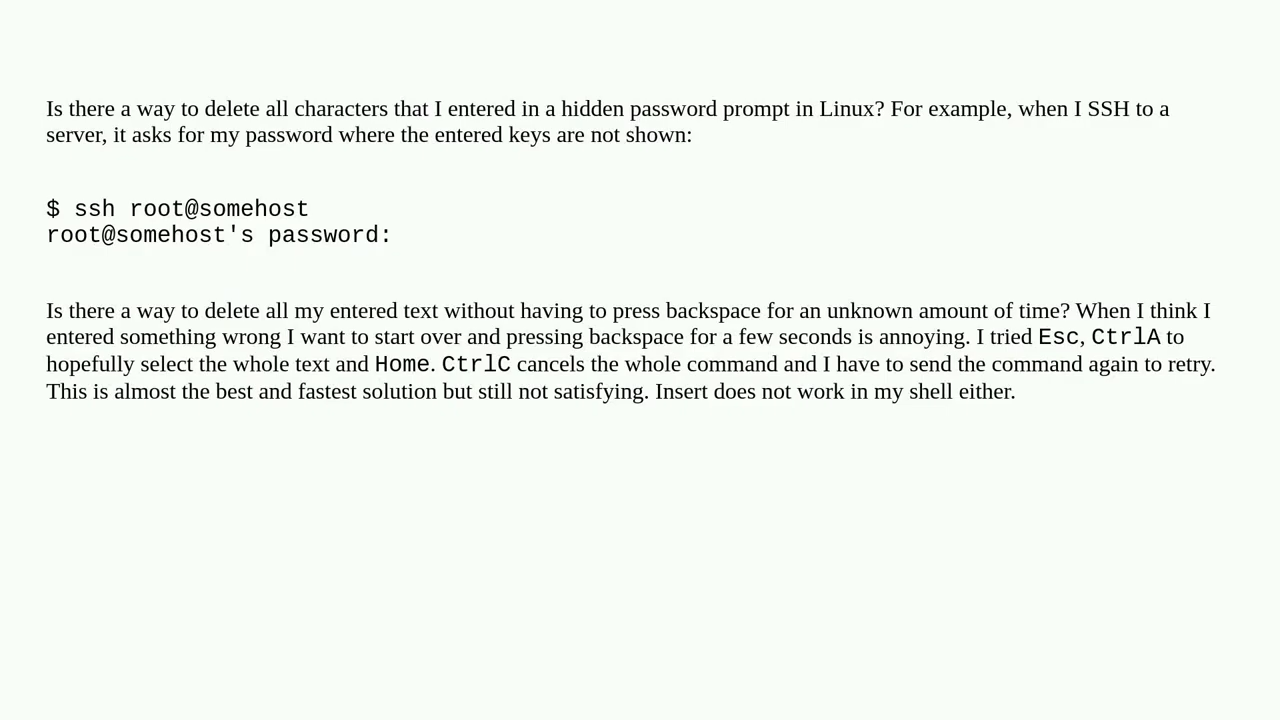 Is there a way to delete all characters that I entered in a hidden password prompt in Linux? For example, when I SSH to a
server, it asks for my password where the entered keys are not shown:
$ ssh root@somehost
root@somehost's password:
Is there a way to delete all my entered text without having to press backspace for an unknown amount of time? When I think I
entered something wrong I want to start over and pressing backspace for a few seconds is annoying. I tried Esc, CtrlA to
hopefully select the whole text and Home. CtrlC cancels the whole command and I have to send the command again to retry.
This is almost the best and fastest solution but still not satisfying. Insert does not work in my shell either.